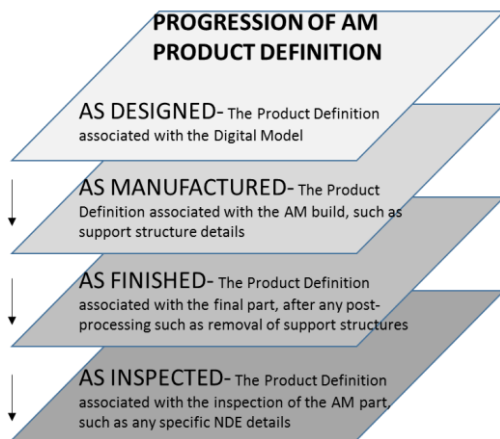 PROGRESSION OF AM
PRODUCT DEFINITION
AS DESIGNED- The Product Definition
associated with the Digital Model
AS MANUFACTURED- The Product
Definition associated with the AM build, such as
support structure details
AS FINISHED- The Product Definition
associated with the final part, after any post-
processing such as removal of support structures
AS INSPECTED- The Product Definition
associated with the inspection of the AM part,
such as any specific NDE details